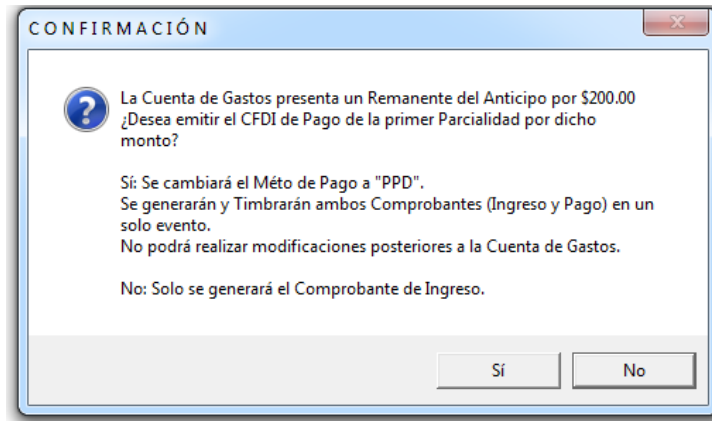 CONFIRMACIÓN
La Cuenta de Gastos presenta un Remanente del Anticipo por $200.00
¿Desea emitir el CFDI de Pago de la primer Parcialidad por dicho
monto?
Sí: Se cambiará el Méto de Pago a "PPD".
Se generarán y Timbrarán ambos Comprobantes (Ingreso y Pago) en un
solo evento.
No podrá realizar modificaciones posteriores a la Cuenta de Gastos.
No: Solo se generará el Comprobante de Ingreso.
Sí
No